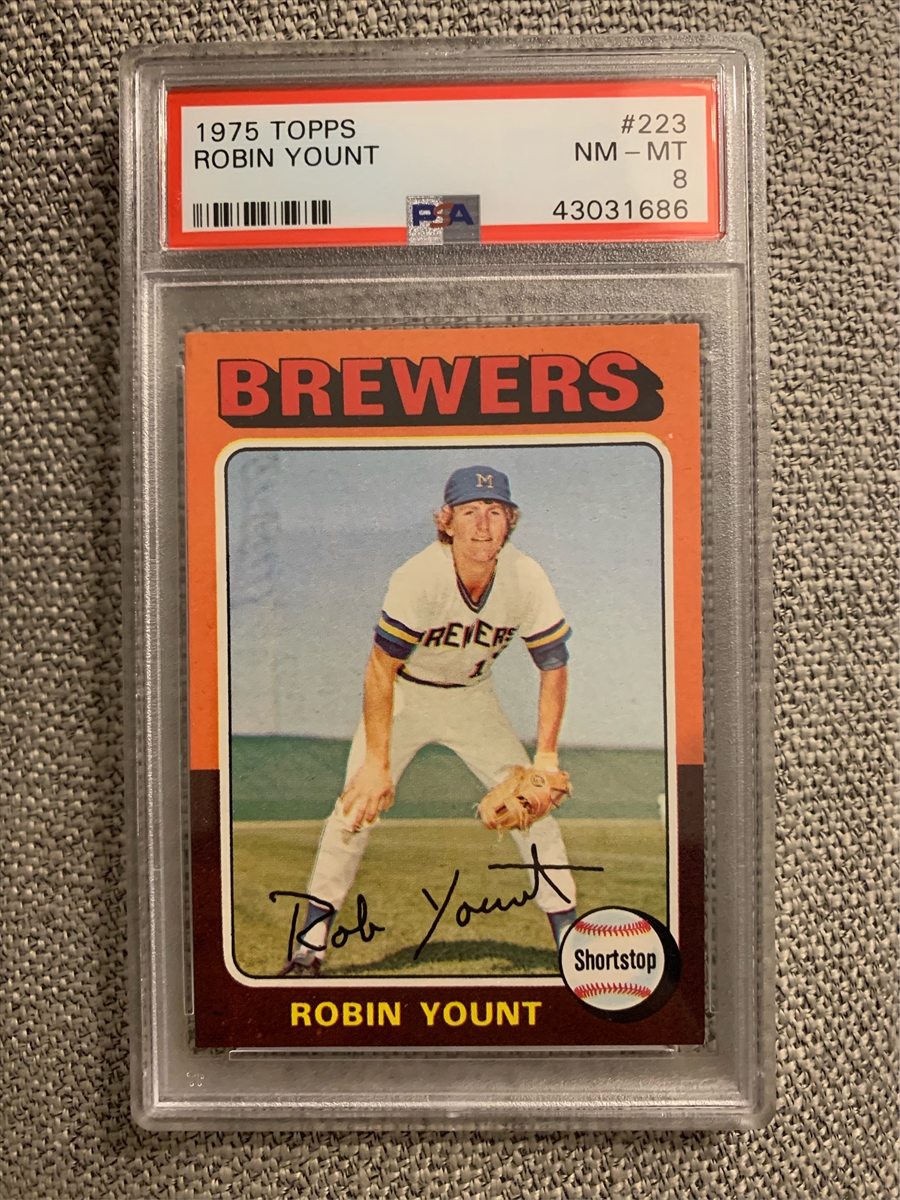 1975 TOPPS #223
ROBIN YOUNT NM – MT
8
PSA 43031686
BREWERS
M
BREWERS
Rob Yount
Shortstop
ROBIN YOUNT